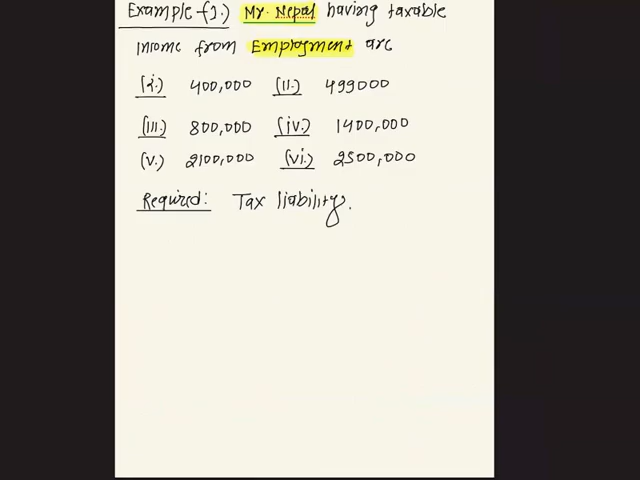 Example-(1.) Mr. Nepal having taxable
Income from Employment are
(i.) 400,000 (ii.) 499000
(iii.) 800,000 (iv.) 1400,000
(v.) 2100,000 (vi.) 2500,000
Required: Tax liability.